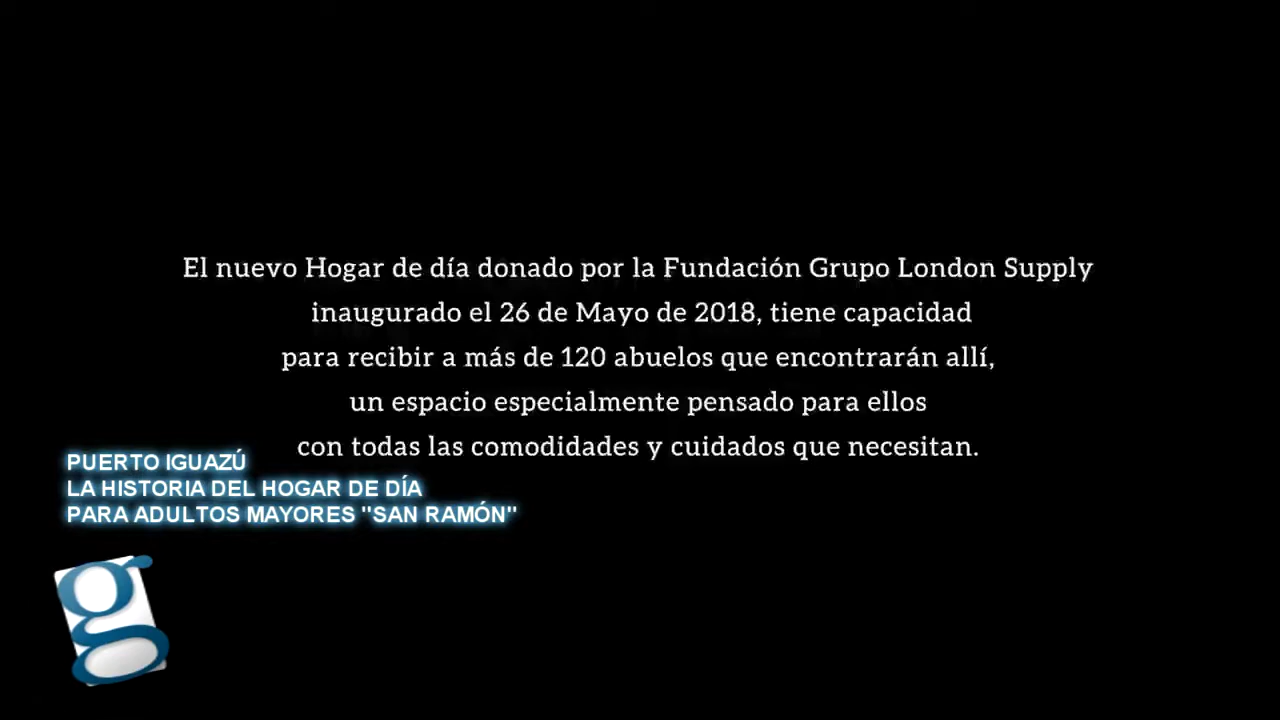 El nuevo Hogar de día donado por la Fundación Grupo London Supply
inaugurado el 26 de Mayo de 2018, tiene capacidad
para recibir a más de 120 abuelos que encontrarán allí,
un espacio especialmente pensado para ellos
con todas las comodidades y cuidados que necesitan.
PUERTO IGUAZÚ
LA HISTORIA DEL HOGAR DE DÍA
PARA ADULTOS MAYORES "SAN RAMÓN"
g